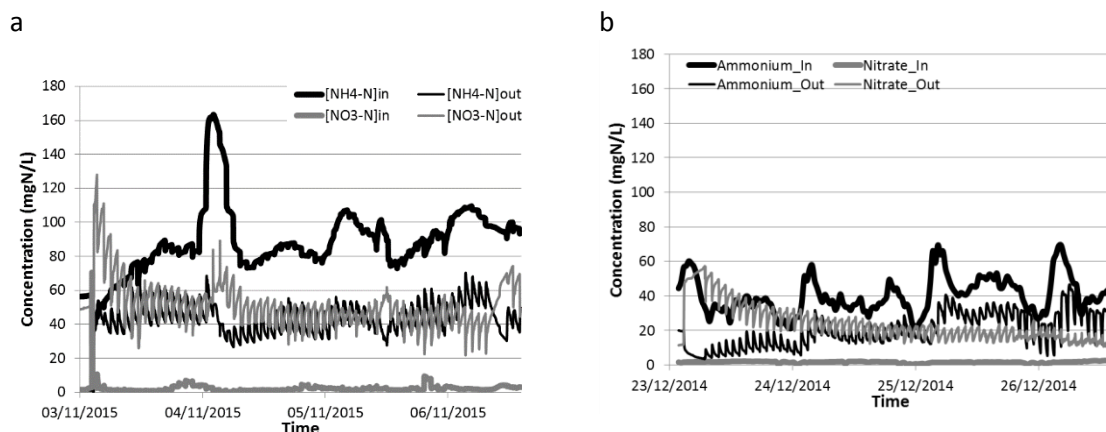 a
180
160
140
120
100
80
60
40
20
0
Concentration (mgN/L)
[NH4-N]in [NH4-N]out
[NO3-N]in [NO3-N]out
03/11/2015 04/11/2015 05/11/2015 06/11/2015
Time
b
180
160
140
120
100
80
60
40
20
0
Concentration (mgN/L)
Ammonium_In Nitrate_In
Ammonium_Out Nitrate_Out
23/12/2014 24/12/2014 25/12/2014 26/12/2014
Time